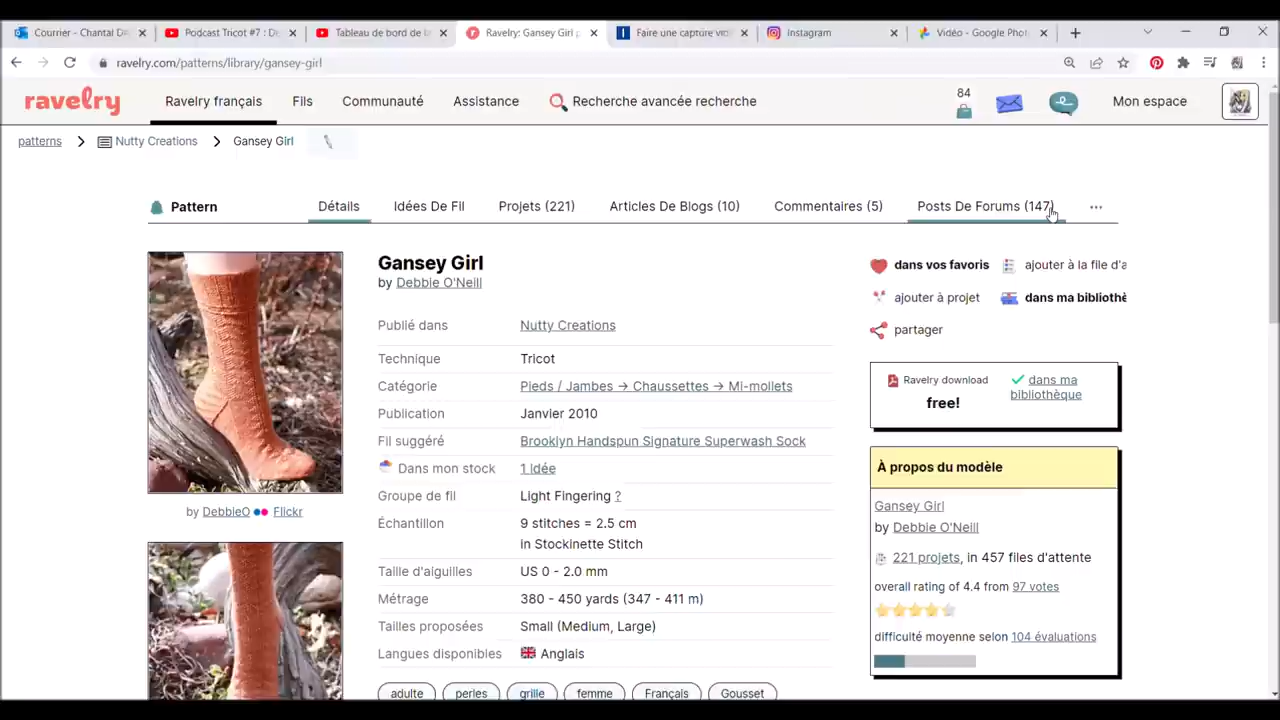 Courrier - Chantal De
Podcast Tricot #7 : De
Tableau de bord de la
Ravelry: Gansey Girl p
Faire une capture vid
Instagram
Vidéo - Google Phot
ravelry.com/patterns/library/gansey-girl
ravelry
Ravelry français
Fils
Communauté
Assistance
Recherche avancée recherche
84
Mon espace
patterns
Nutty Creations
Gansey Girl
Pattern
Détails
Idées De Fil
Projets (221)
Articles De Blogs (10)
Commentaires (5)
Posts De Forums (147)
Gansey Girl
by Debbie O'Neill
Publié dans Nutty Creations
Technique Tricot
Catégorie Pieds / Jambes → Chaussettes → Mi-mollets
Publication Janvier 2010
Fil suggéré Brooklyn Handspun Signature Superwash Sock
Dans mon stock 1 Idée
Groupe de fil Light Fingering ?
Échantillon 9 stitches = 2.5 cm
in Stockinette Stitch
Taille d'aiguilles US 0 - 2.0 mm
Métrage 380 - 450 yards (347 - 411 m)
Tailles proposées Small (Medium, Large)
Langues disponibles Anglais
adulte
perles
grille
femme
Français
Gousset
by DebbieO Flickr
dans vos favoris
ajouter à la file d'a
ajouter à projet
dans ma bibliothè
partager
Ravelry download
free!
dans ma
bibliothèque
À propos du modèle
Gansey Girl
by Debbie O'Neill
221 projets, in 457 files d'attente
overall rating of 4.4 from 97 votes
difficulté moyenne selon 104 évaluations